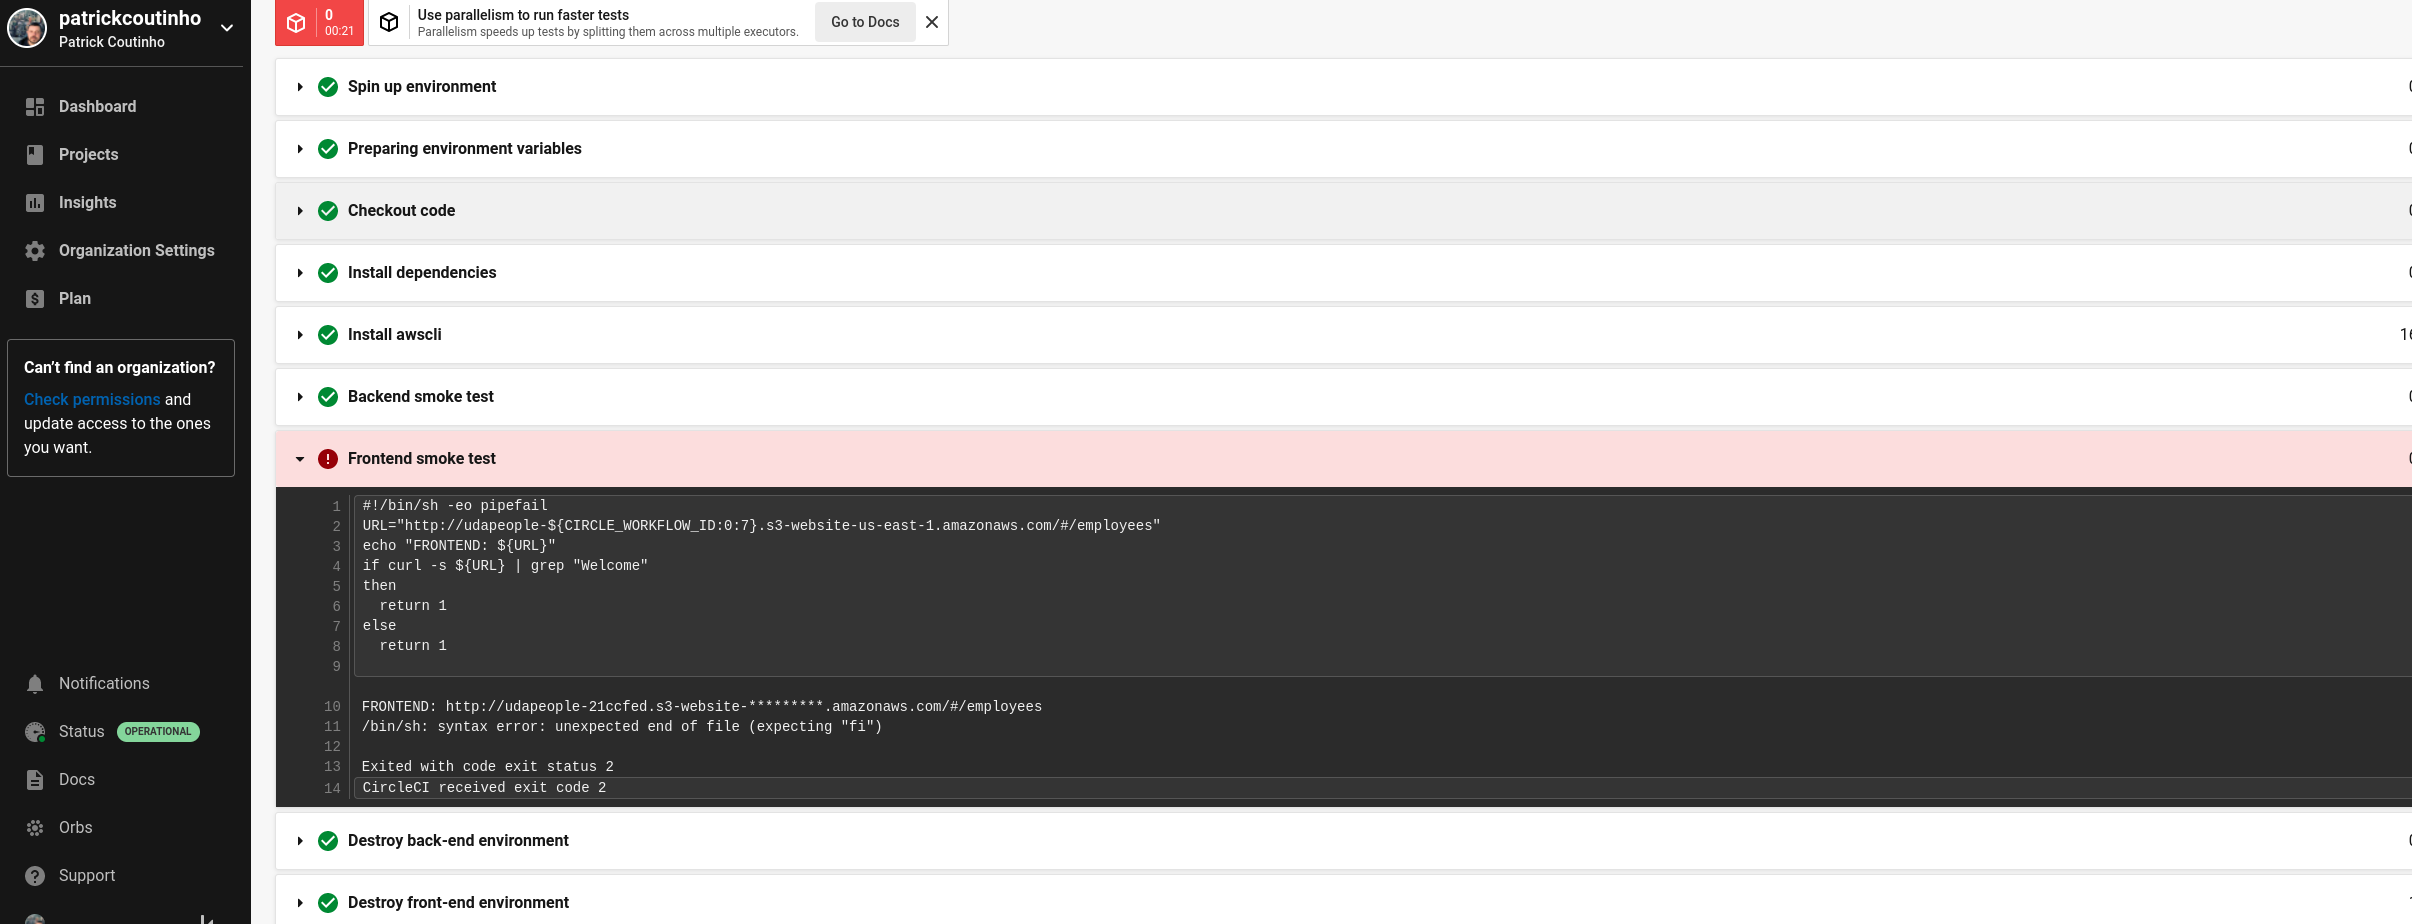 patrickcoutinho
Patrick Coutinho
Dashboard
Projects
Insights
Organization Settings
Plan
Can't find an organization?
Check permissions and
update access to the ones
you want.
Notifications
Status OPERATIONAL
Docs
Orbs
Support
0
00:21
Use parallelism to run faster tests
Parallelism speeds up tests by splitting them across multiple executors.
Go to Docs
Spin up environment
Preparing environment variables
Checkout code
Install dependencies
Install awscli
Backend smoke test
Frontend smoke test
1 #!/bin/sh -eo pipefail
2 URL="http://udapeople-${CIRCLE_WORKFLOW_ID:0:7}.s3-website-us-east-1.amazonaws.com/#/employees"
3 echo "FRONTEND: ${URL}"
4 if curl -s ${URL} | grep "Welcome"
5 then
6 return 1
7 else
8 return 1
9
10 FRONTEND: http://udapeople-21ccfed.s3-website-*********.amazonaws.com/#/employees
11 /bin/sh: syntax error: unexpected end of file (expecting "fi")
12
13 Exited with code exit status 2
14 CircleCI received exit code 2
Destroy back-end environment
Destroy front-end environment